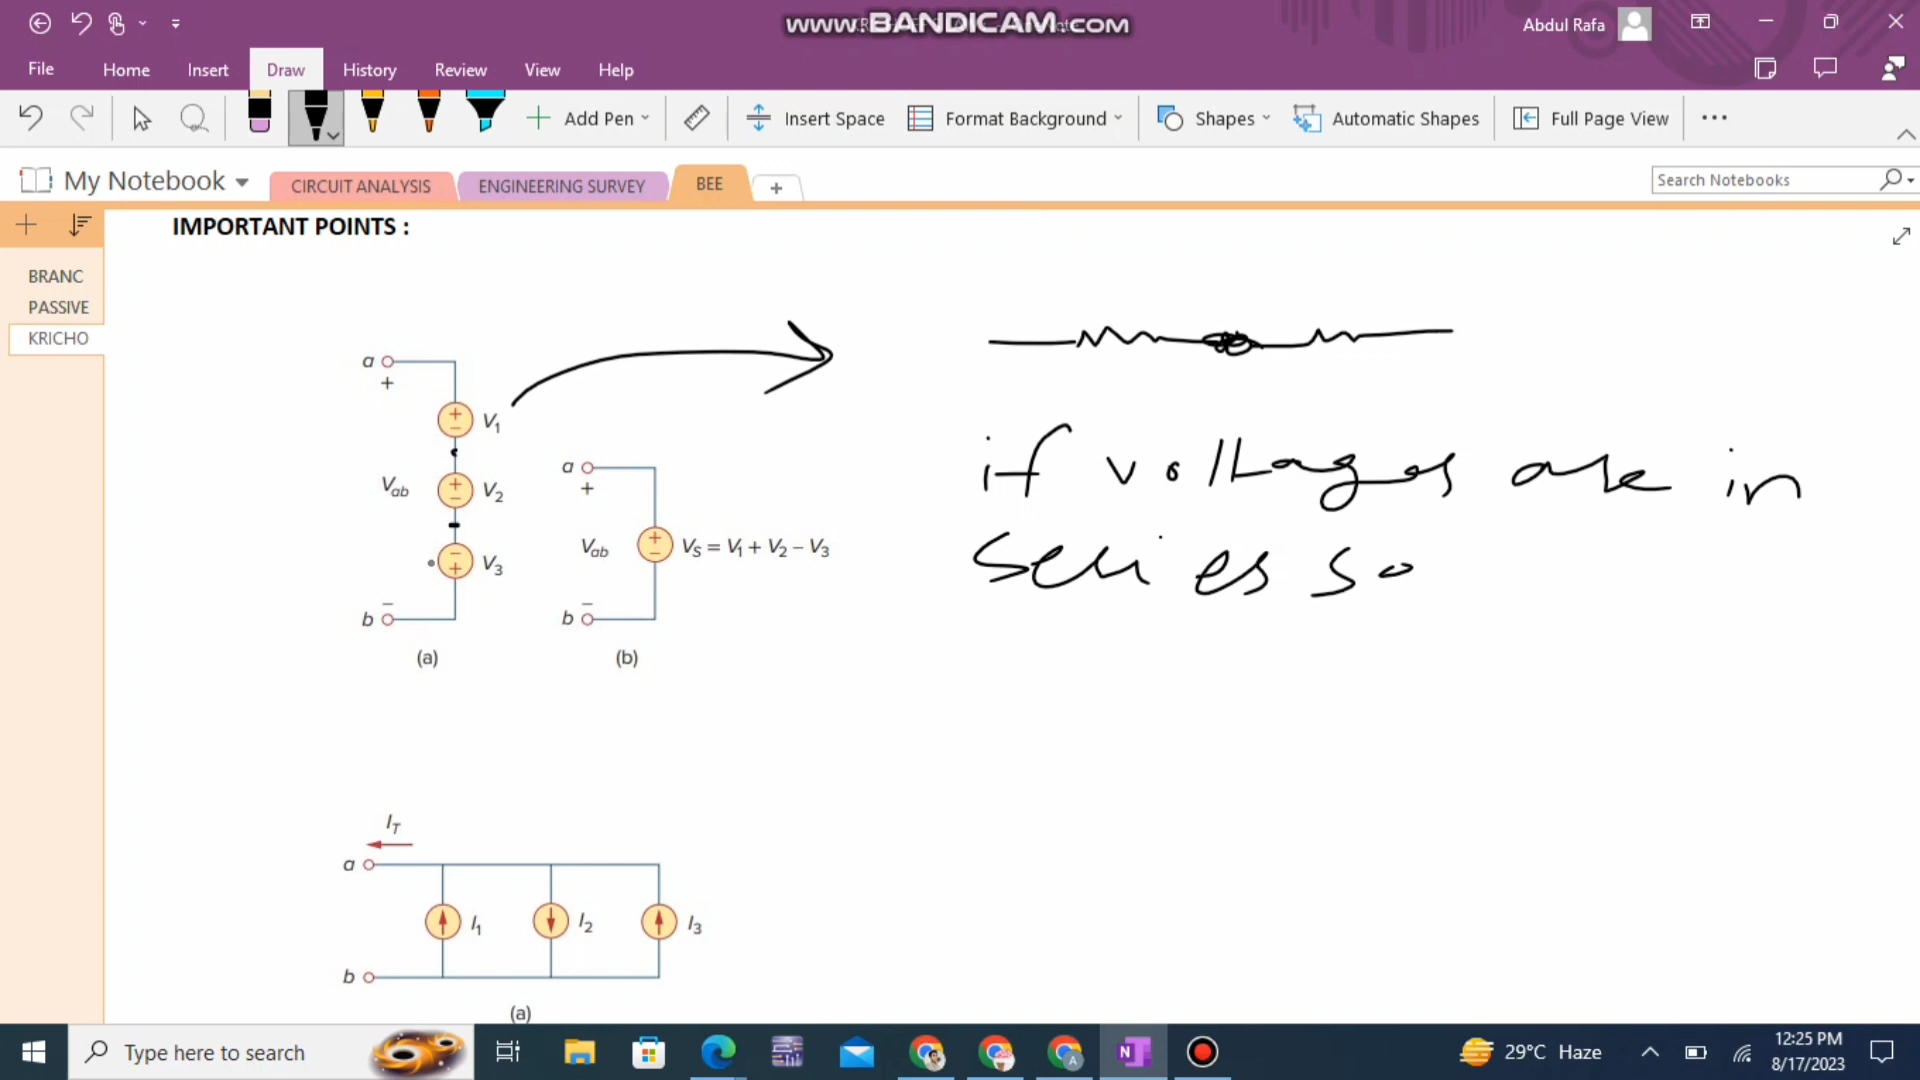 www.BANDICAM.com
Abdul Rafa
File Home Insert Draw History Review View Help
Add Pen Insert Space Format Background Shapes Automatic Shapes Full Page View
My Notebook CIRCUIT ANALYSIS ENGINEERING SURVEY BEE
Search Notebooks
BRANC
PASSIVE
KRICHO
IMPORTANT POINTS :
a
+
V1
Vab
V2
V3
b
(a)
a
+
Vab
VS = V1 + V2 − V3
b
(b)
if voltages are in
series so
IT
a
I1
I2
I3
b
(a)
Type here to search
29°C Haze
12:25 PM
8/17/2023